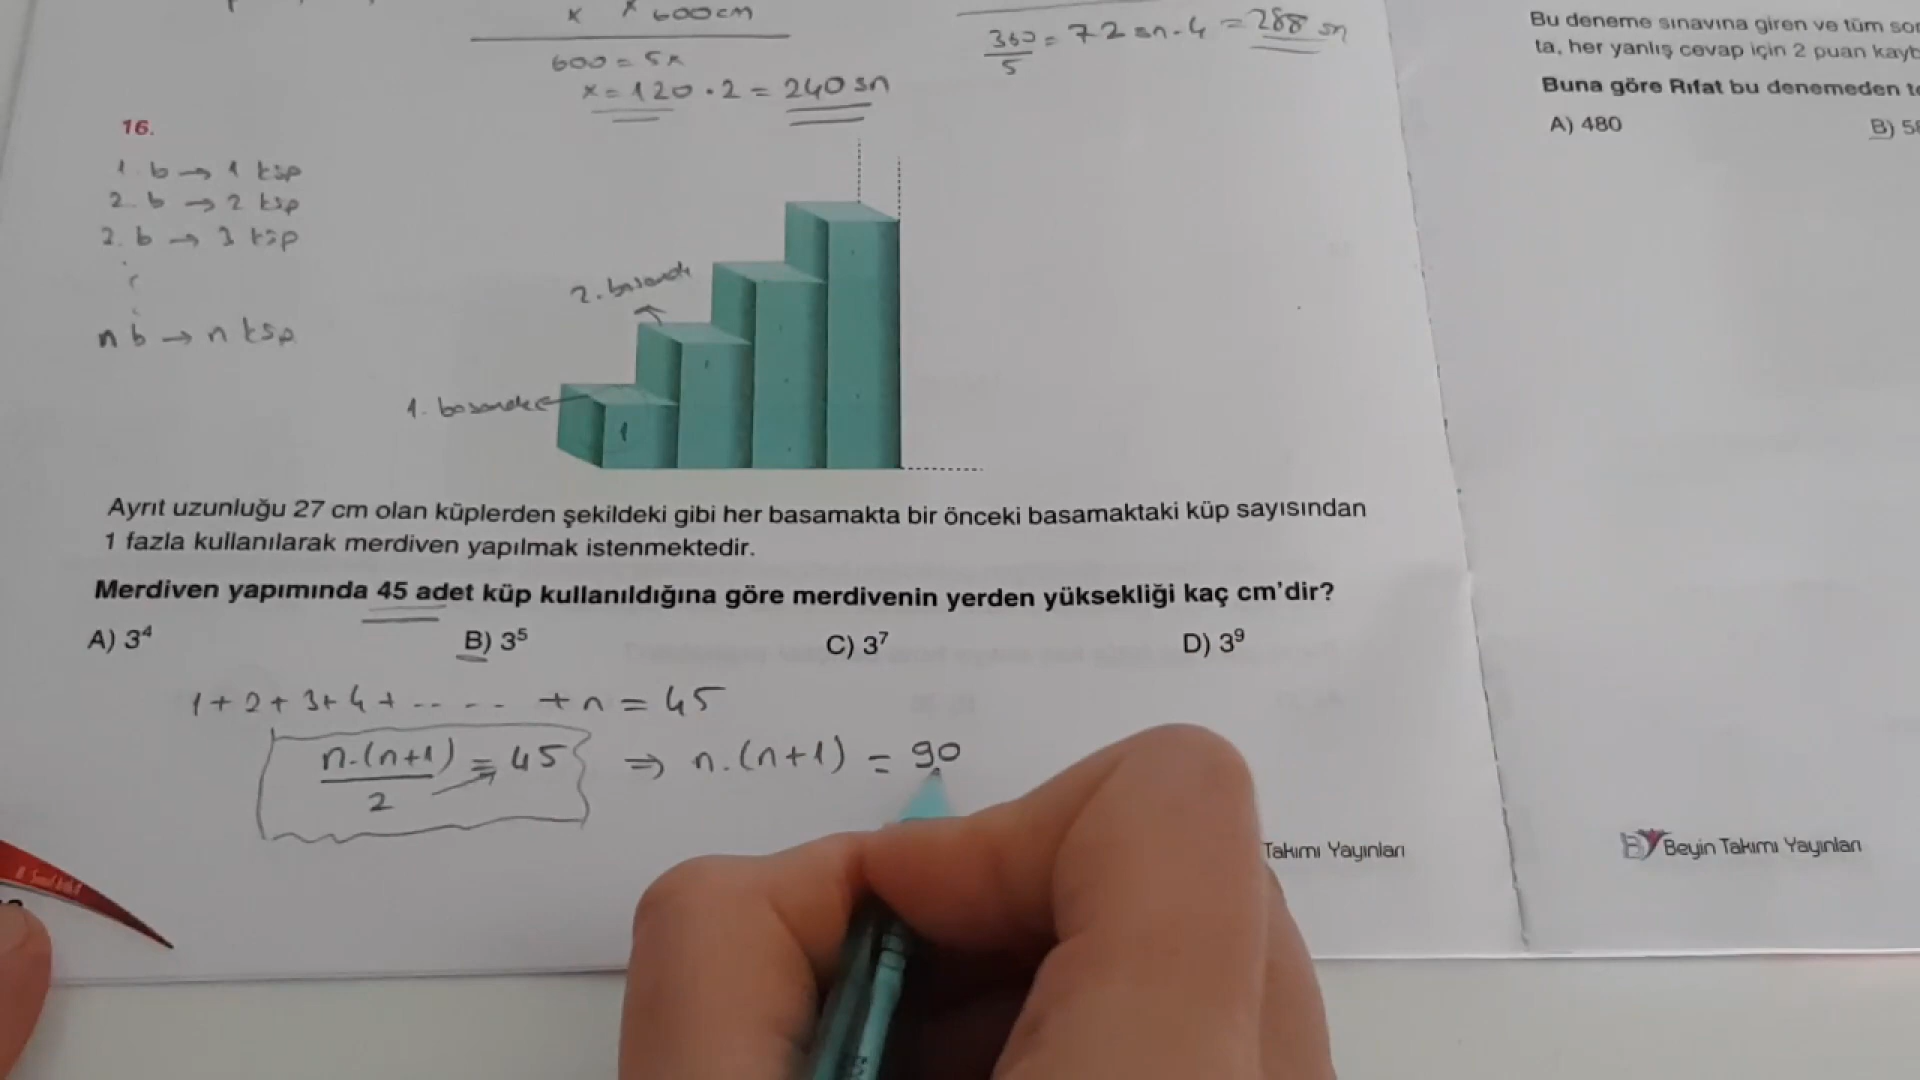 x x 600cm
600 = 5x
x = 120 . 2 = 240 sn
360/5 = 72 sn . 4 = 288 sn
16.
1. b → 1 küp
2. b → 2 küp
2. b → 3 küp
n b → n küp
2. basamak
1. basamak
1
Ayrıt uzunluğu 27 cm olan küplerden şekildeki gibi her basamakta bir önceki basamaktaki küp sayısından
1 fazla kullanılarak merdiven yapılmak istenmektedir.
Merdiven yapımında 45 adet küp kullanıldığına göre merdivenin yerden yüksekliği kaç cm'dir?
A) 3⁴ B) 3⁵ C) 3⁷ D) 3⁹
1+2+3+4+ ..... +n = 45
n.(n+1)/2 = 45 ⇒ n.(n+1) = 90
Takımı Yayınları
Bu deneme sınavına giren ve tüm
ta, her yanlış cevap için 2 puan
Buna göre Rıfat bu denemeden
A) 480 B)
Beyin Takımı Yayınları